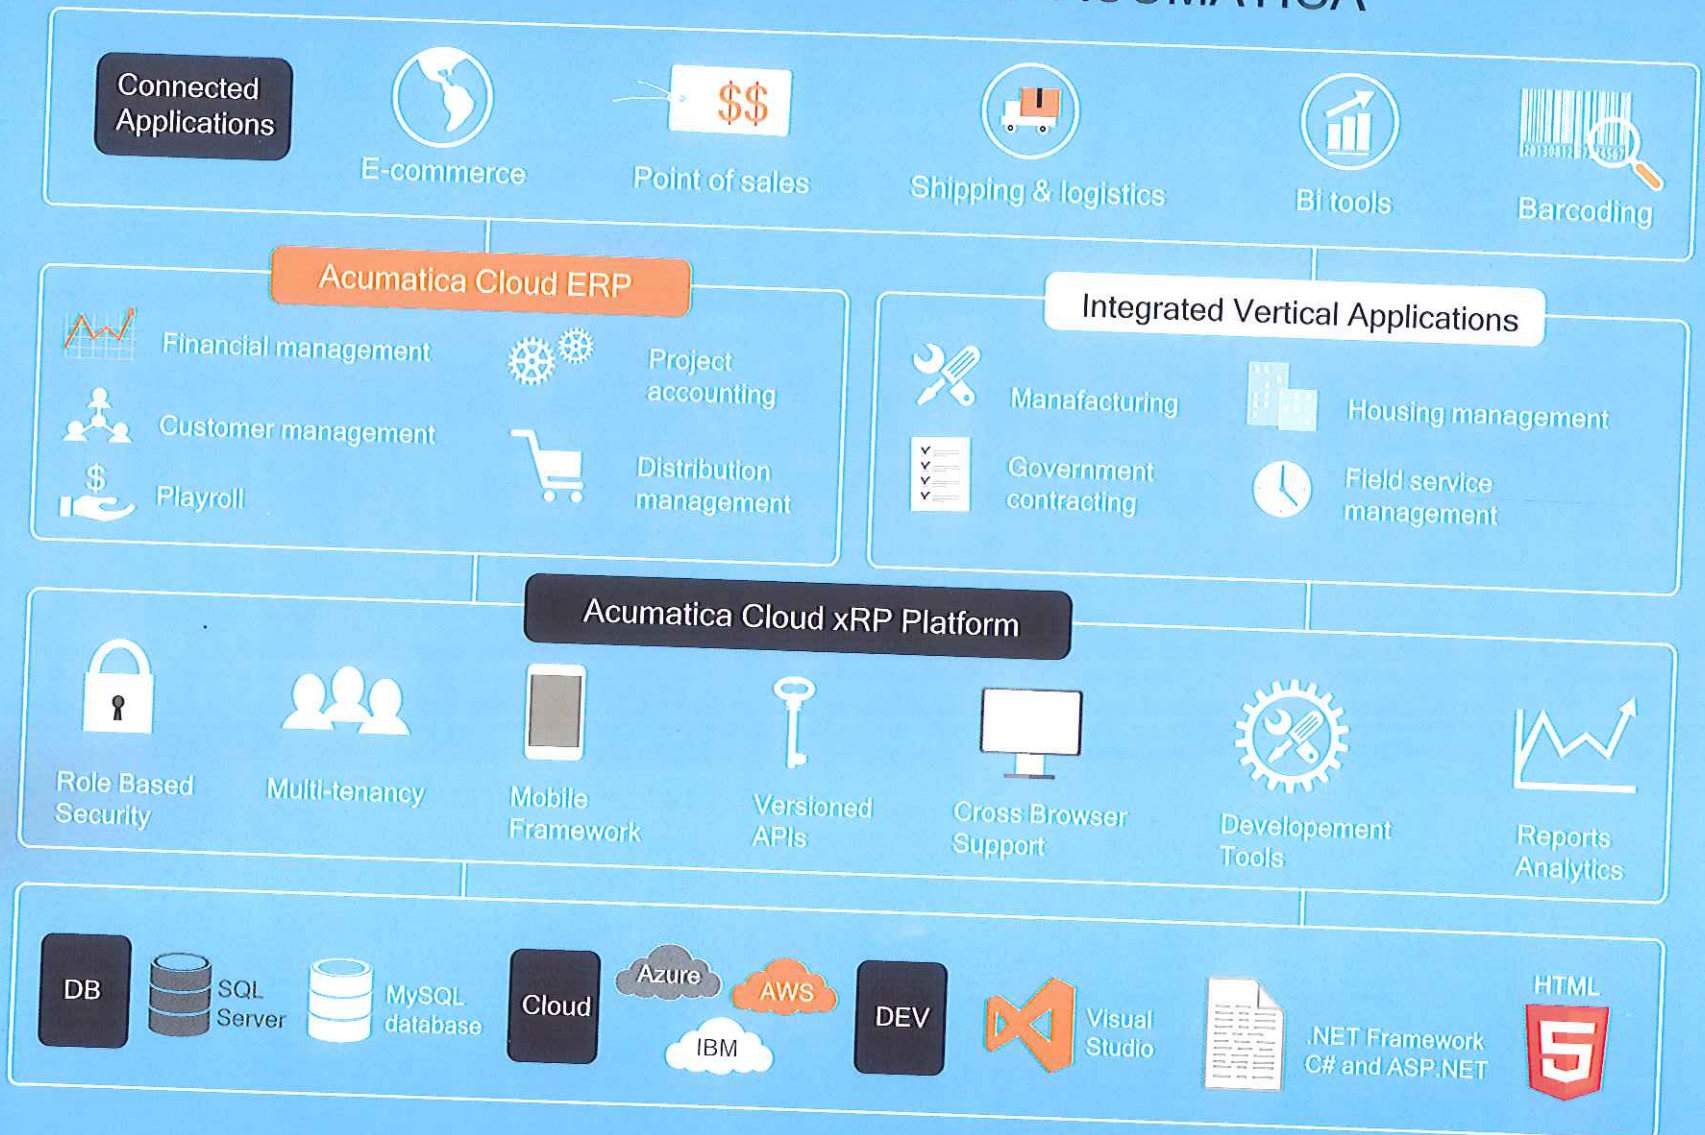 ACUMATICA
Connected
Applications
E-commerce
Point of sales
$$
Shipping & logistics
Bi tools
Barcoding
Acumatica Cloud ERP
Financial management
Project
accounting
Customer management
Distribution
management
$
Playroll
Integrated Vertical Applications
Manafacturing
Housing management
Government
contracting
Field service
management
Acumatica Cloud xRP Platform
Role Based
Security
Multi-tenancy
Mobile
Framework
Versioned
APIs
Cross Browser
Support
Developement
Tools
Reports
Analytics
DB
SQL
Server
MySQL
database
Cloud
Azure
AWS
IBM
DEV
Visual
Studio
.NET Framework
C# and ASP.NET
HTML
5